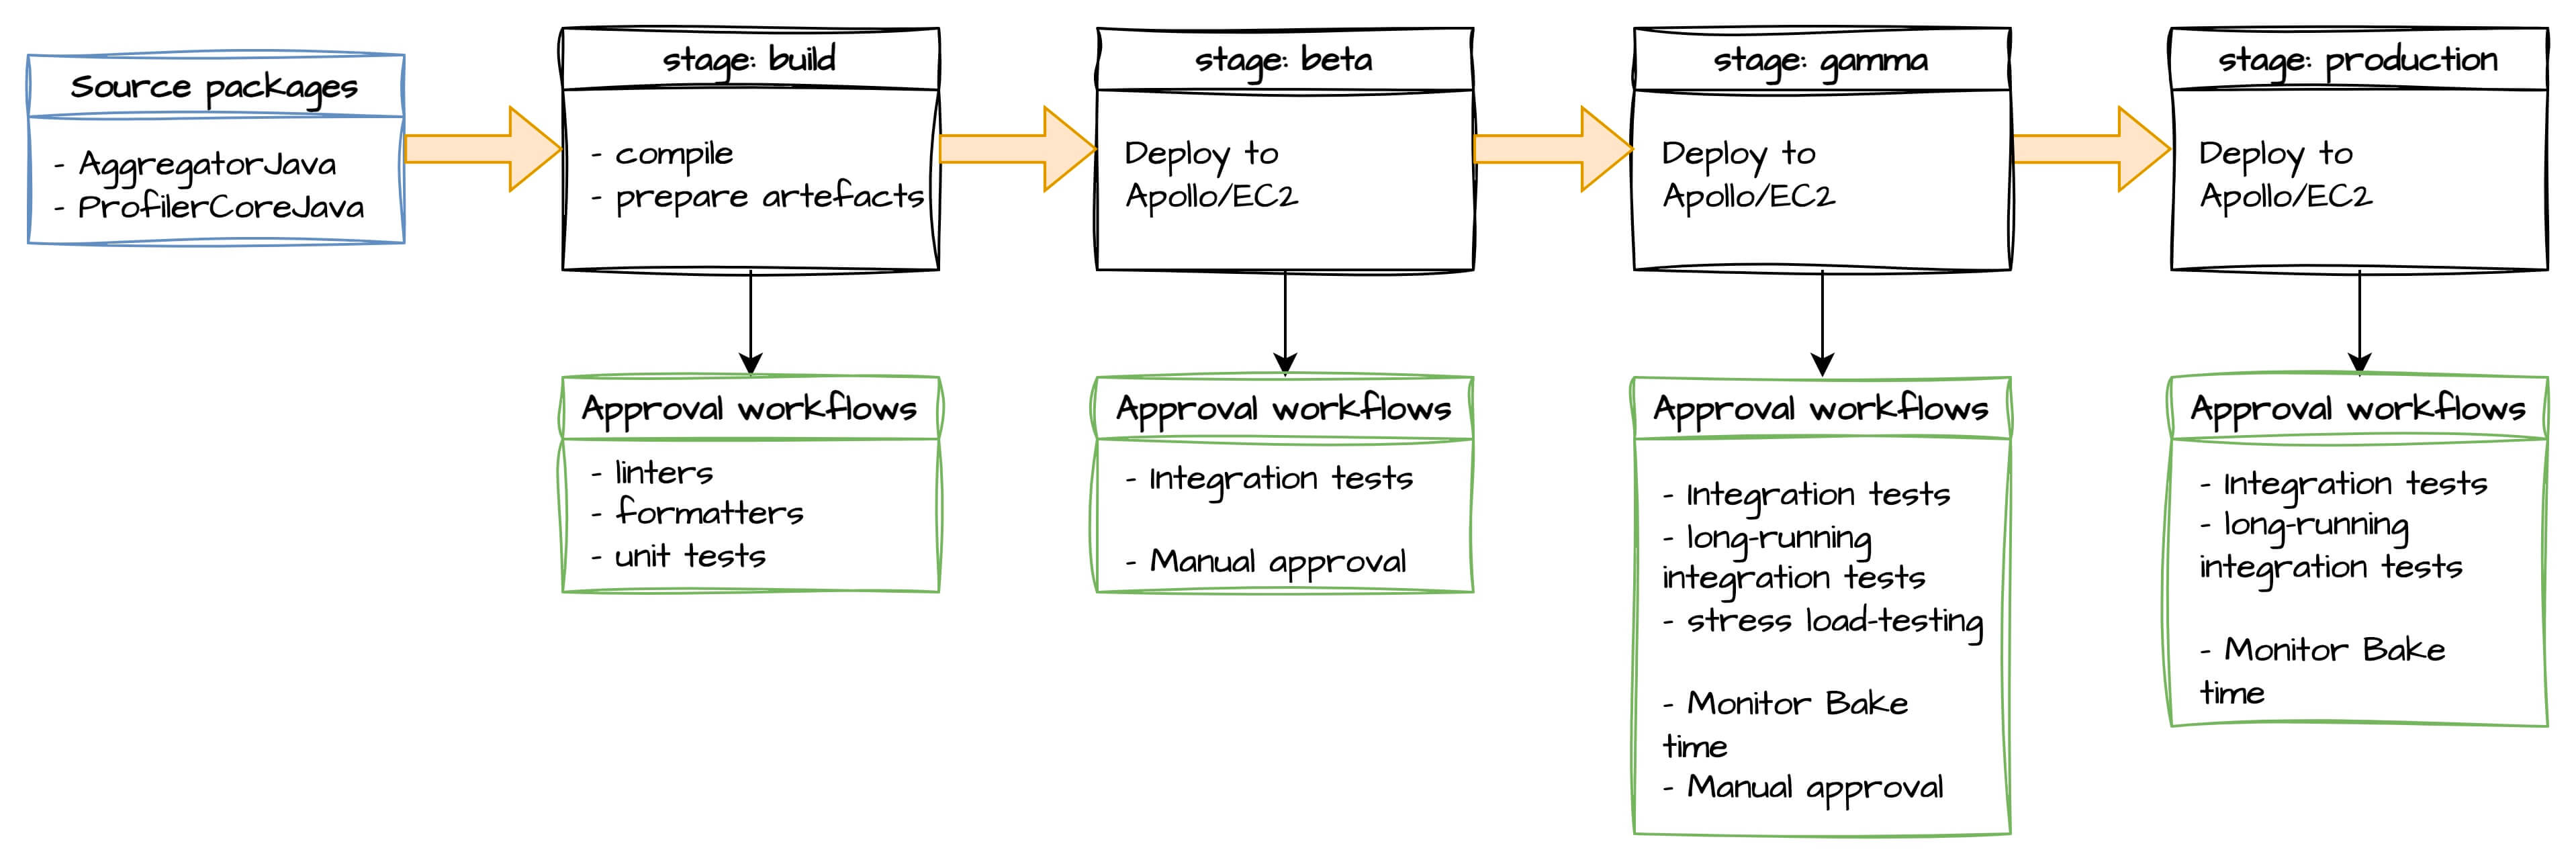 Source packages
- AggregatorJava
- ProfilerCoreJava
stage: build
- compile
- prepare artefacts
stage: beta
Deploy to
Apollo/EC2
stage: gamma
Deploy to
Apollo/EC2
stage: production
Deploy to
Apollo/EC2
Approval workflows
- linters
- formatters
- unit tests
Approval workflows
- Integration tests
- Manual approval
Approval workflows
- Integration tests
- long-running
integration tests
- stress load-testing
- Monitor Bake
time
- Manual approval
Approval workflows
- Integration tests
- long-running
integration tests
- Monitor Bake
time